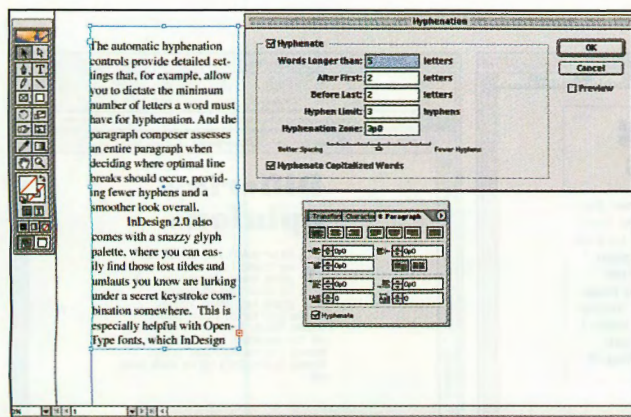 The automatic hyphenation
controls provide detailed set-
tings that, for example, allow
you to dictate the minimum
number of letters a word must
have for hyphenation. And the
paragraph composer assesses
an entire paragraph when
deciding where optimal line
breaks should occur, provid-
ing fewer hyphens and a
smoother look overall.
InDesign 2.0 also
comes with a snazzy glyph
palette, where you can eas-
ily find those lost tildes and
umlauts you know are lurking
under a secret keystroke com-
bination somewhere. This is
especially helpful with Open-
Type fonts, which InDesign
Hyphenation
Hyphenate
Words Longer than: 5 letters
After First: 2 letters
Before Last: 2 letters
Hyphen Limit: 3 hyphens
Hyphenation Zone: 3p0
Better Spacing Fewer Hyphens
Hyphenate Capitalized Words
OK
Cancel
Preview
Transform Character Paragraph
0p0 0p0
0p0
0p0 0p0
0 0
Hyphenate
1